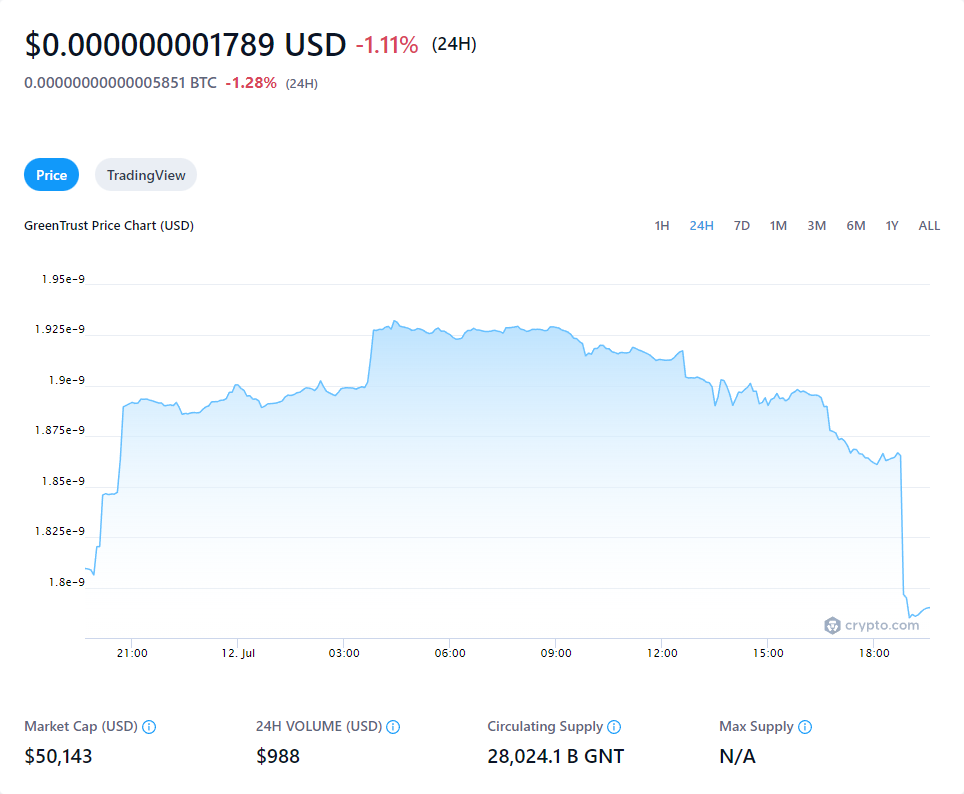 $0.000000001789 USD -1.11% (24H)
0.00000000000005851 BTC -1.28% (24H)
Price TradingView
GreenTrust Price Chart (USD) 1H 24H 7D 1M 3M 6M 1Y ALL
1.95e-9
1.925e-9
1.9e-9
1.875e-9
1.85e-9
1.825e-9
1.8e-9
crypto.com
21:00 12. Jul 03:00 06:00 09:00 12:00 15:00 18:00
Market Cap (USD) 24H VOLUME (USD) Circulating Supply Max Supply
$50,143 $988 28,024.1 B GNT N/A